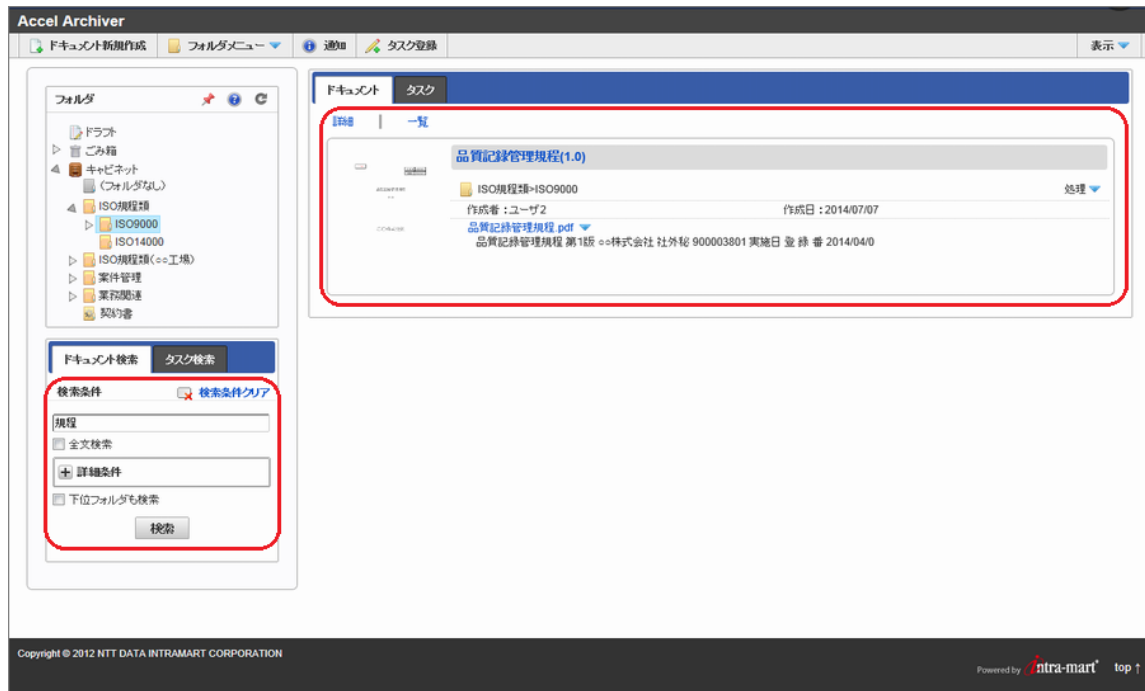 Accel Archiver
ドキュメント新規作成 フォルダメニュー 通知 タスク登録 表示
フォルダ
ドラフト
ごみ箱
キャビネット
（フォルダなし）
ISO規程類
ISO9000
ISO14000
ISO規程類（○○工場）
案件管理
業務関連
契約書
ドキュメント検索 タスク検索
検索条件 検索条件クリア
規程
全文検索
詳細条件
下位フォルダも検索
検索
ドキュメント タスク
詳細 | 一覧
品質記録管理規程(1.0)
ISO規程類>ISO9000 処理
作成者：ユーザ2 作成日：2014/07/07
品質記録管理規程.pdf
品質記録管理規程 第1版 ○○株式会社 社外秘 900003801 実施日 登 録 番 2014/04/0
Copyright © 2012 NTT DATA INTRAMART CORPORATION
Powered by intra-mart top ↑